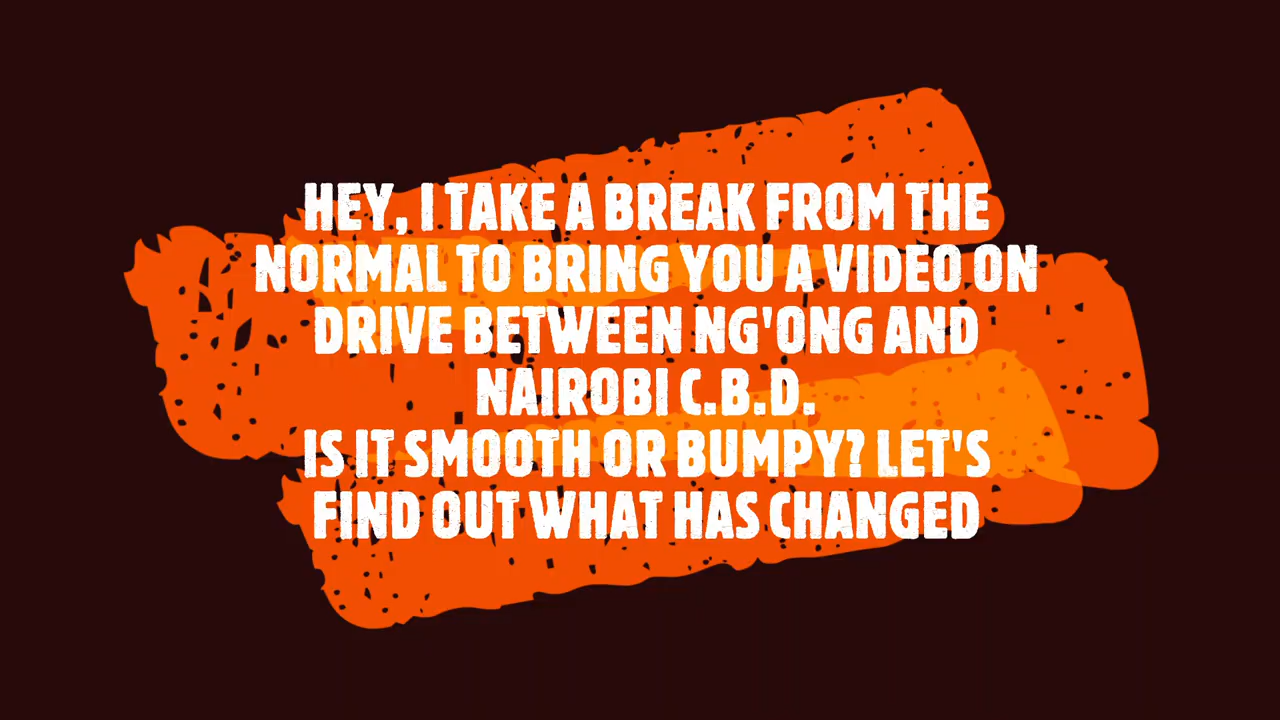 HEY, I TAKE A BREAK FROM THE
NORMAL TO BRING YOU A VIDEO ON
DRIVE BETWEEN NG'ONG AND
NAIROBI C.B.D.
IS IT SMOOTH OR BUMPY? LET'S
FIND OUT WHAT HAS CHANGED